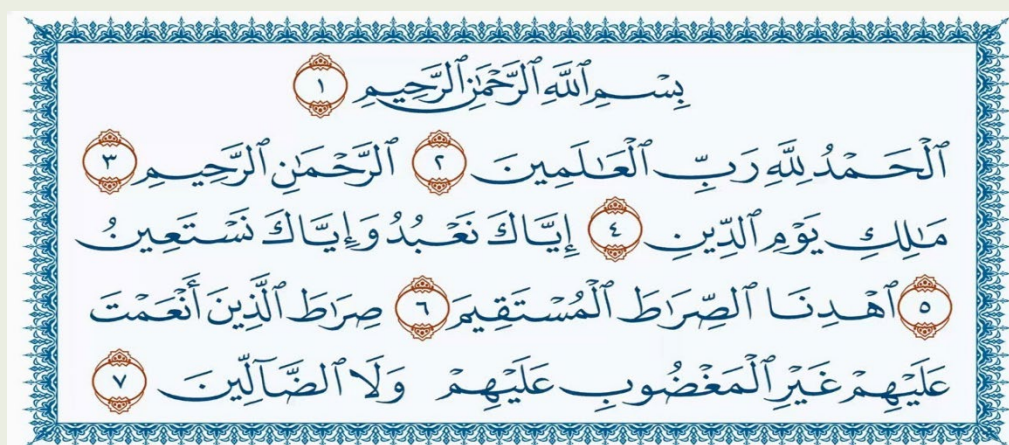 بِسْمِ ٱللَّهِ ٱلرَّحْمَٰنِ ٱلرَّحِيمِ ١
ٱلْحَمْدُ لِلَّهِ رَبِّ ٱلْعَٰلَمِينَ ٢ ٱلرَّحْمَٰنِ ٱلرَّحِيمِ ٣
مَٰلِكِ يَوْمِ ٱلدِّينِ ٤ إِيَّاكَ نَعْبُدُ وَإِيَّاكَ نَسْتَعِينُ
٥ ٱهْدِنَا ٱلصِّرَٰطَ ٱلْمُسْتَقِيمَ ٦ صِرَٰطَ ٱلَّذِينَ أَنْعَمْتَ
عَلَيْهِمْ غَيْرِ ٱلْمَغْضُوبِ عَلَيْهِمْ وَلَا ٱلضَّآلِّينَ ٧